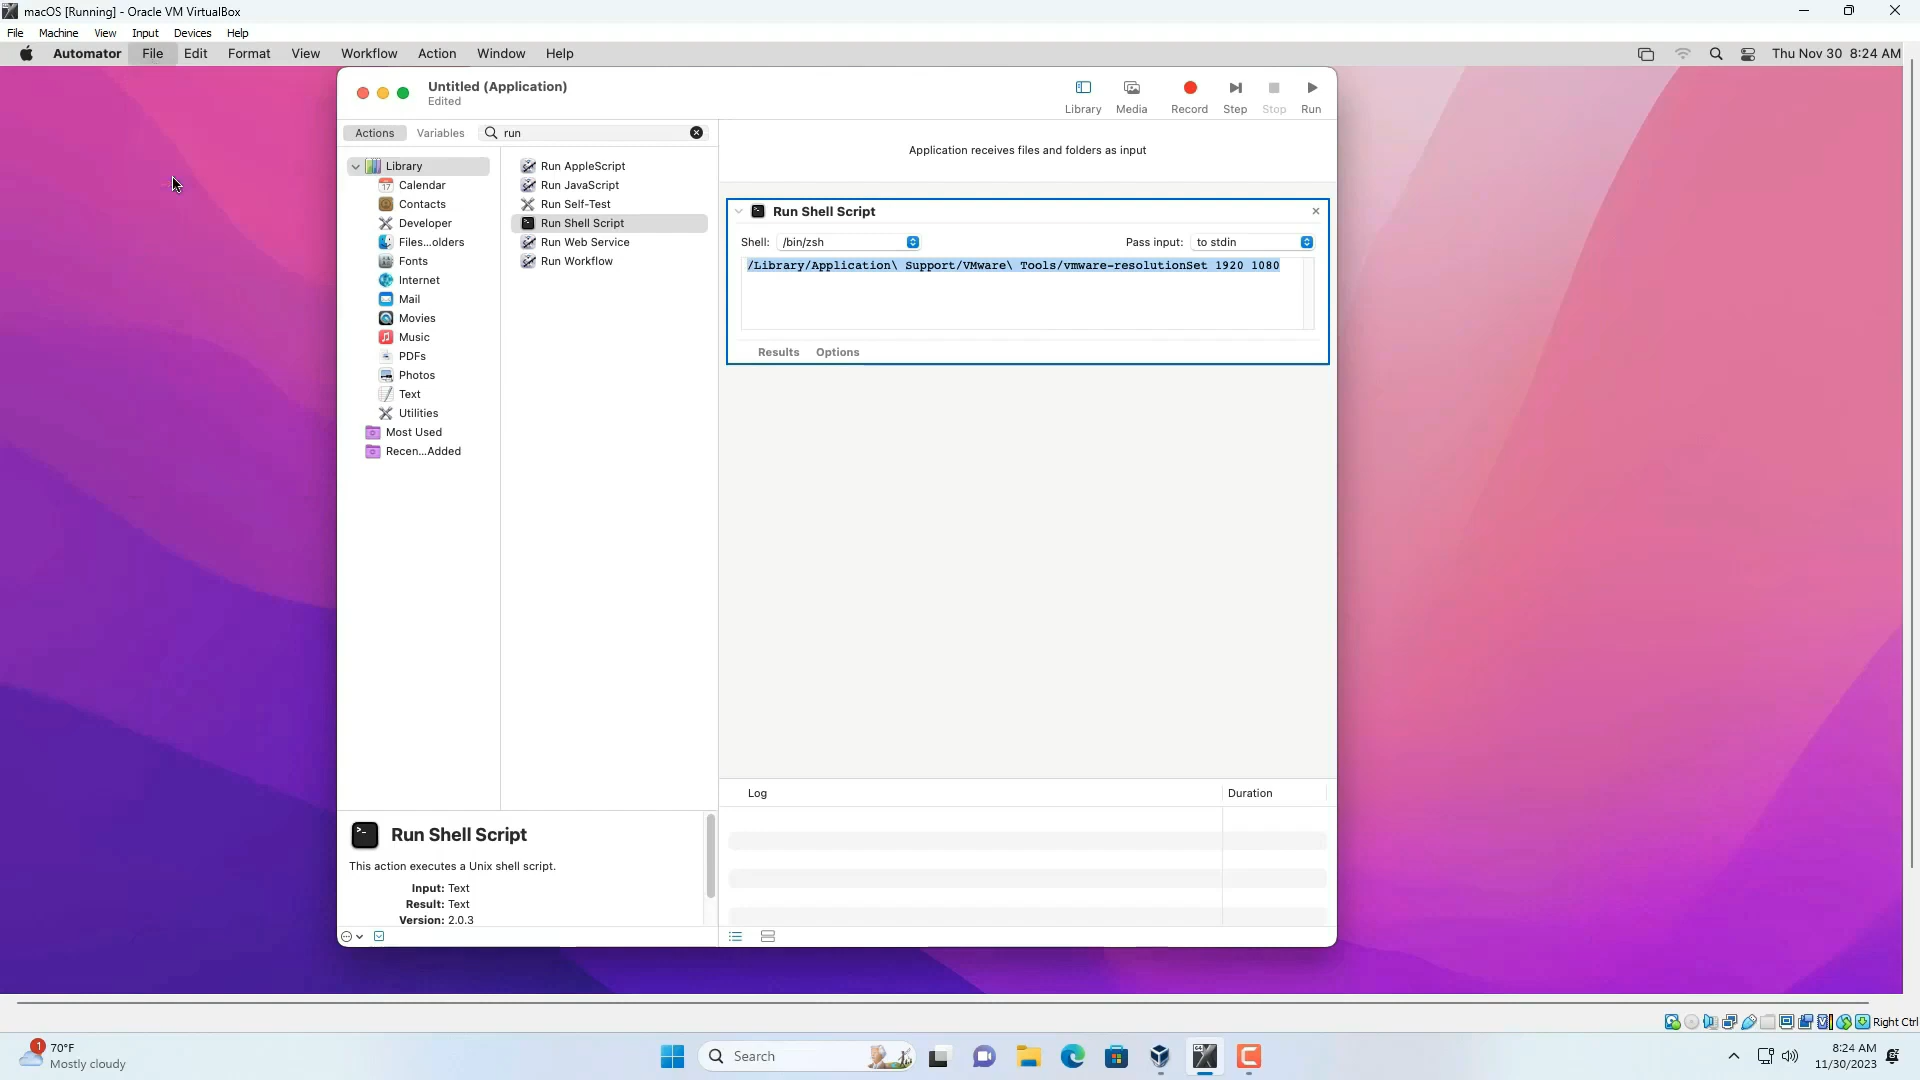 macOS [Running] - Oracle VM VirtualBox
File Machine View Input Devices Help
Automator File Edit Format View Workflow Action Window Help
Thu Nov 30 8:24 AM
Untitled (Application)
Edited
Library Media Record Step Stop Run
Actions Variables run
Application receives files and folders as input
Library
Calendar
Contacts
Developer
Files...olders
Fonts
Internet
Mail
Movies
Music
PDFs
Photos
Text
Utilities
Most Used
Recen...Added
Run AppleScript
Run JavaScript
Run Self-Test
Run Shell Script
Run Web Service
Run Workflow
Run Shell Script
Shell: /bin/zsh Pass input: to stdin
/Library/Application\ Support/VMware\ Tools/vmware-resolutionSet 1920 1080
Results Options
Log Duration
Run Shell Script
This action executes a Unix shell script.
Input: Text
Result: Text
Version: 2.0.3
Right Ctrl
1
70°F
Mostly cloudy
Search
8:24 AM
11/30/2023